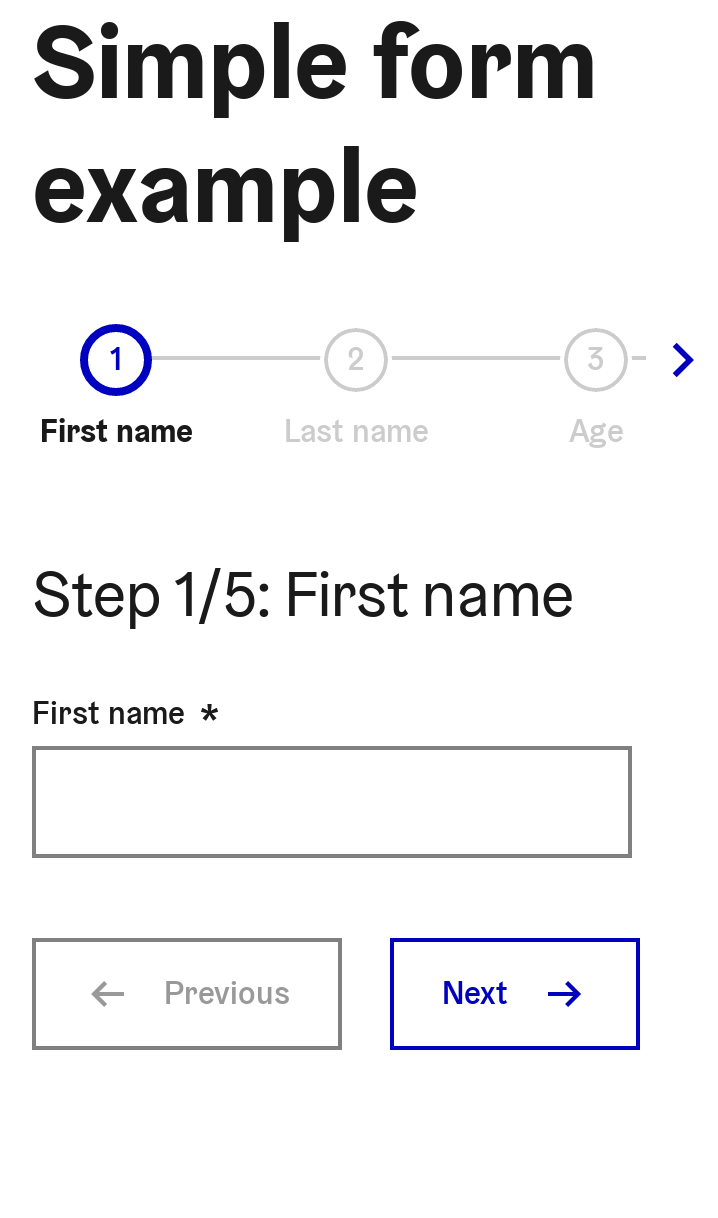 Simple form
example
1 2 3
First name Last name Age
Step 1/5: First name
First name *
Previous Next